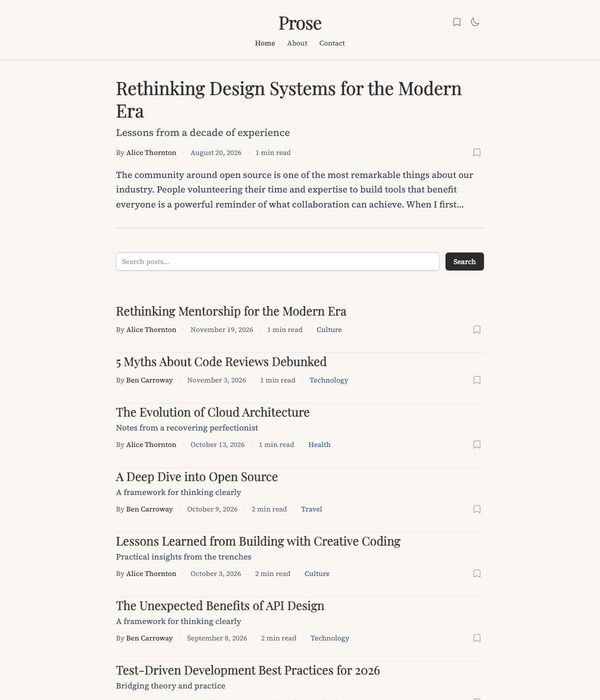 Prose
Home About Contact
Rethinking Design Systems for the Modern
Era
Lessons from a decade of experience
By Alice Thornton · August 20, 2026 · 1 min read
The community around open source is one of the most remarkable things about our
industry. People volunteering their time and expertise to build tools that benefit
everyone is a powerful reminder of what collaboration can achieve. When I first...
Search posts...
Search
Rethinking Mentorship for the Modern Era
By Alice Thornton · November 19, 2026 · 1 min read · Culture
5 Myths About Code Reviews Debunked
By Ben Carroway · November 3, 2026 · 1 min read · Technology
The Evolution of Cloud Architecture
Notes from a recovering perfectionist
By Alice Thornton · October 13, 2026 · 1 min read · Health
A Deep Dive into Open Source
A framework for thinking clearly
By Ben Carroway · October 9, 2026 · 2 min read · Travel
Lessons Learned from Building with Creative Coding
Practical insights from the trenches
By Alice Thornton · October 3, 2026 · 2 min read · Culture
The Unexpected Benefits of API Design
A framework for thinking clearly
By Ben Carroway · September 8, 2026 · 2 min read · Technology
Test-Driven Development Best Practices for 2026
Bridging theory and practice